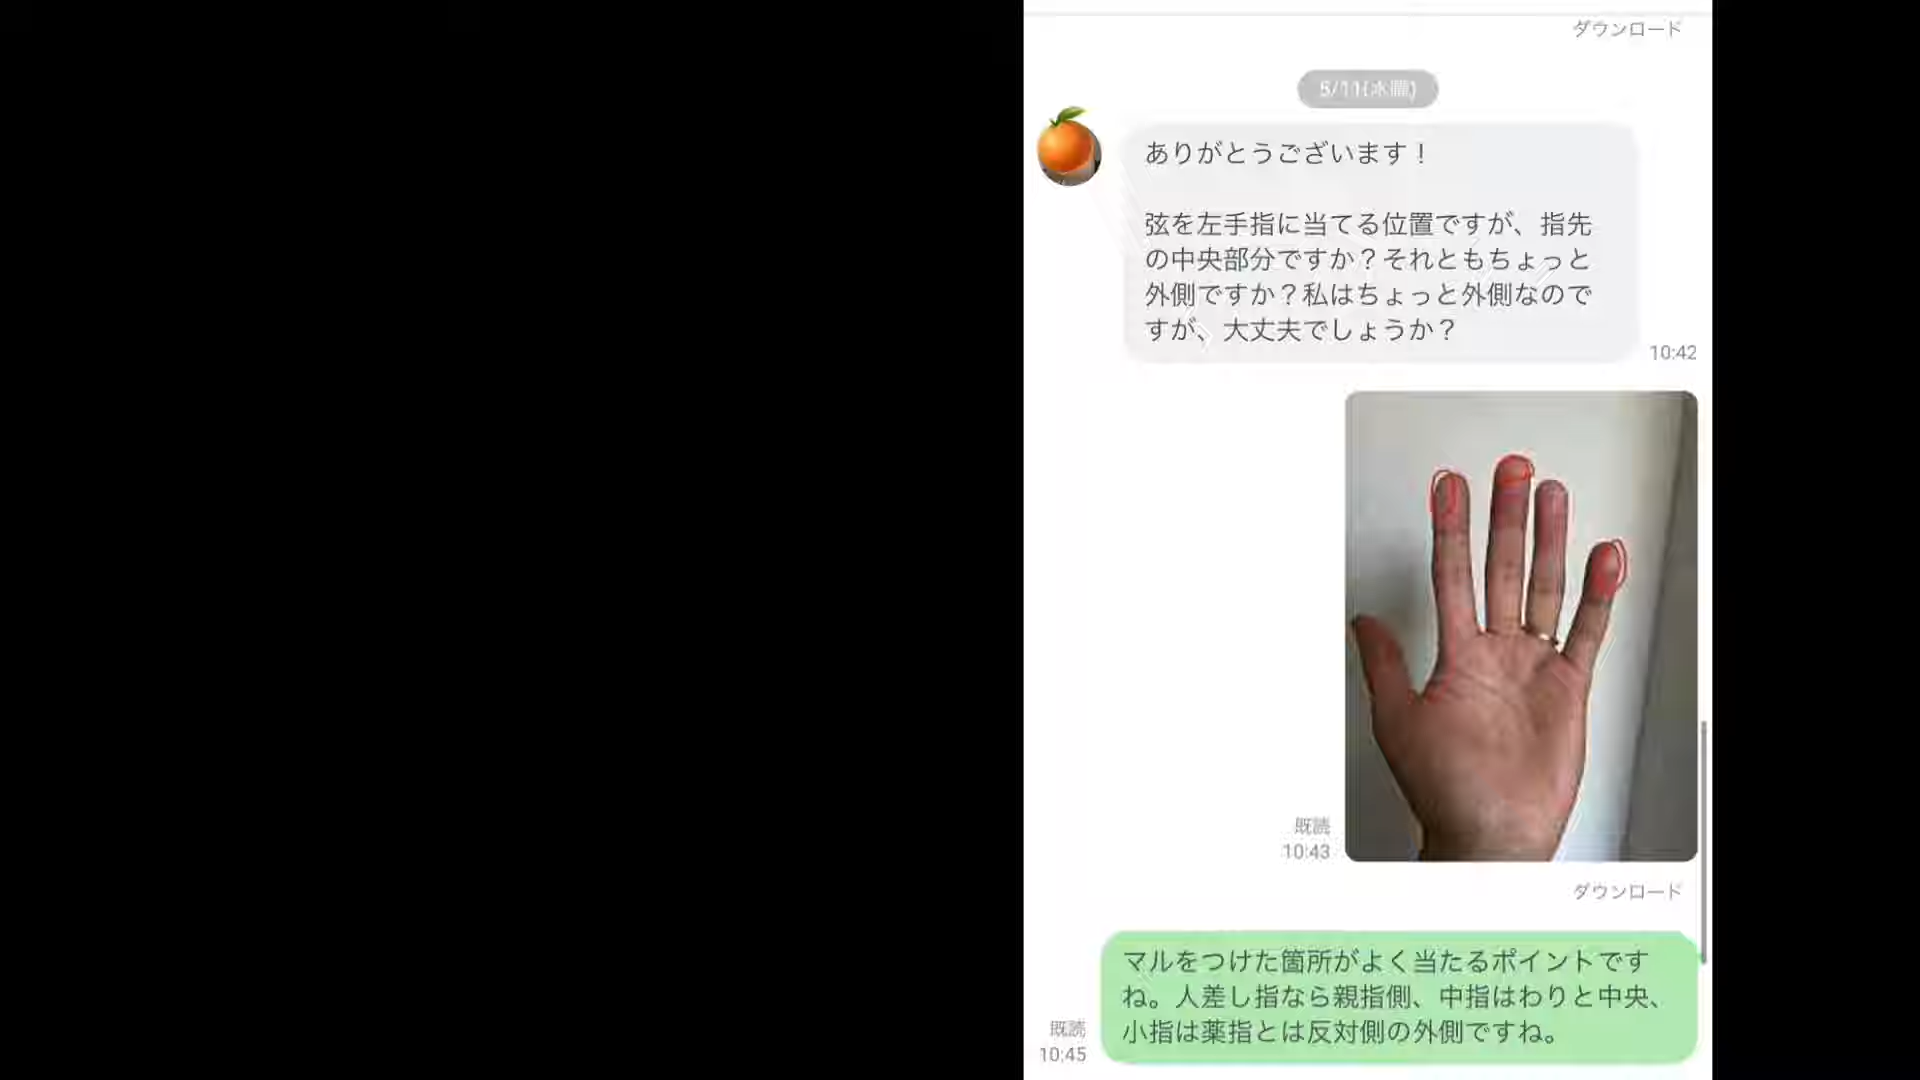 ダウンロード
5/11(水曜)
ありがとうございます！
弦を左手指に当てる位置ですが、指先
の中央部分ですか？それともちょっと
外側ですか？私はちょっと外側なので
すが、大丈夫でしょうか？
10:42
既読
10:43
ダウンロード
マルをつけた箇所がよく当たるポイントです
ね。人差し指なら親指側、中指はわりと中央、
小指は薬指とは反対側の外側ですね。
既読
10:45